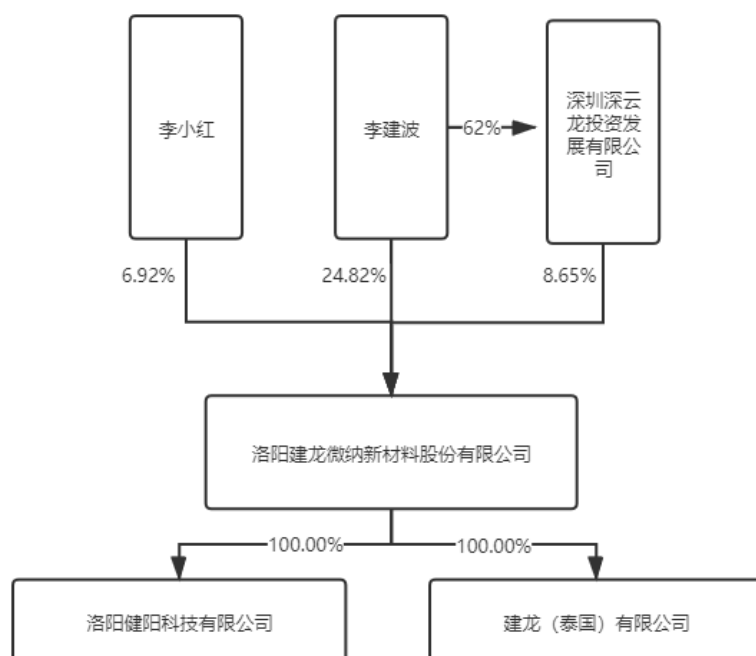 李小红
李建波
62%
深圳深云
龙投资发
展有限公
司
6.92%
24.82%
8.65%
洛阳建龙微纳新材料股份有限公司
100.00%
100.00%
洛阳健阳科技有限公司
建龙（泰国）有限公司